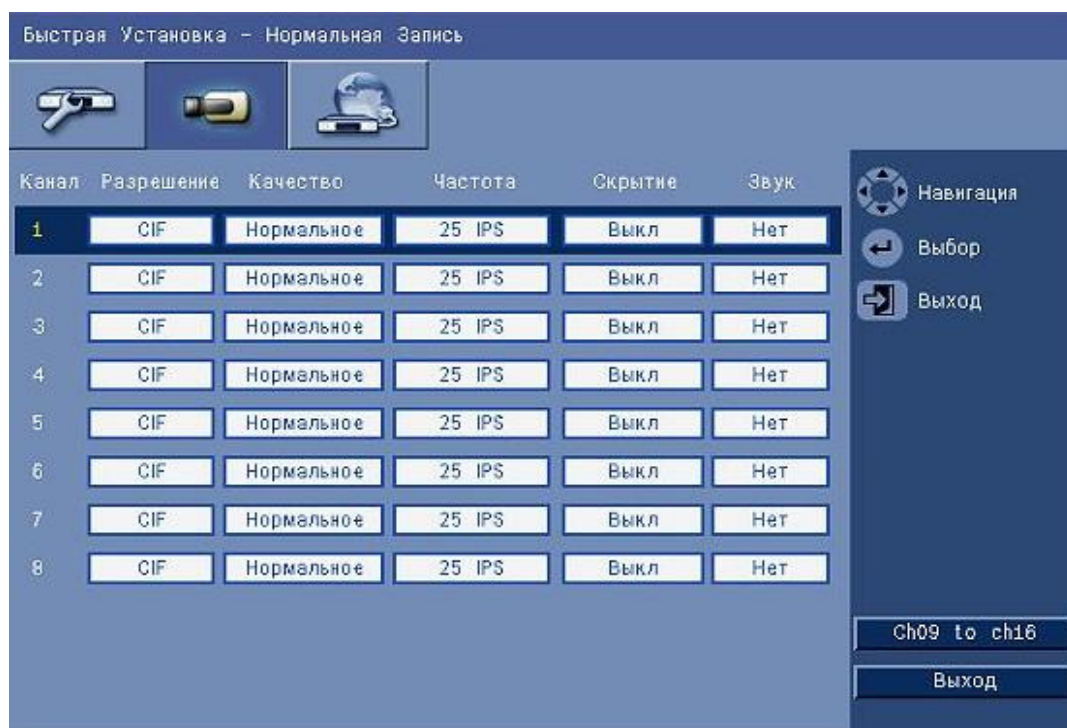 Быстрая Установка – Нормальная Запись
Канал Разрешение Качество Частота Скрытие Звук
1 CIF Нормальное 25 IPS Выкл Нет
2 CIF Нормальное 25 IPS Выкл Нет
3 CIF Нормальное 25 IPS Выкл Нет
4 CIF Нормальное 25 IPS Выкл Нет
5 CIF Нормальное 25 IPS Выкл Нет
6 CIF Нормальное 25 IPS Выкл Нет
7 CIF Нормальное 25 IPS Выкл Нет
8 CIF Нормальное 25 IPS Выкл Нет
Навигация
Выбор
Выход
Ch09 to ch16
Выход